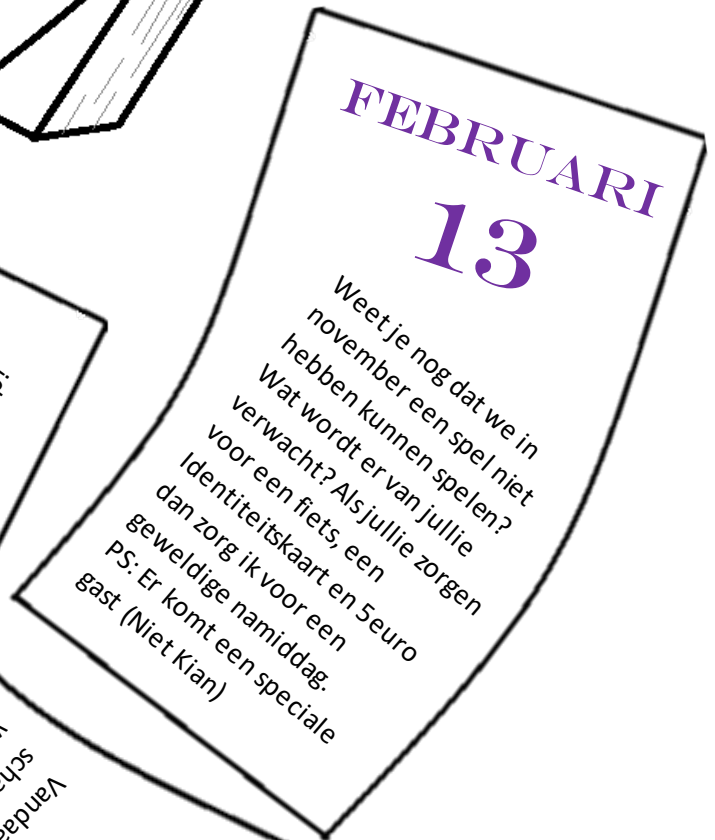 FEBRUARI
13
Weet je nog dat we in
november een spel niet
hebben kunnen spelen?
Wat wordt er van jullie
verwacht? Als jullie zorgen
voor een fiets, een
Identiteitskaart en 5euro
dan zorg ik voor een
geweldige namiddag.
PS: Er komt een speciale
gast (Niet Kian)